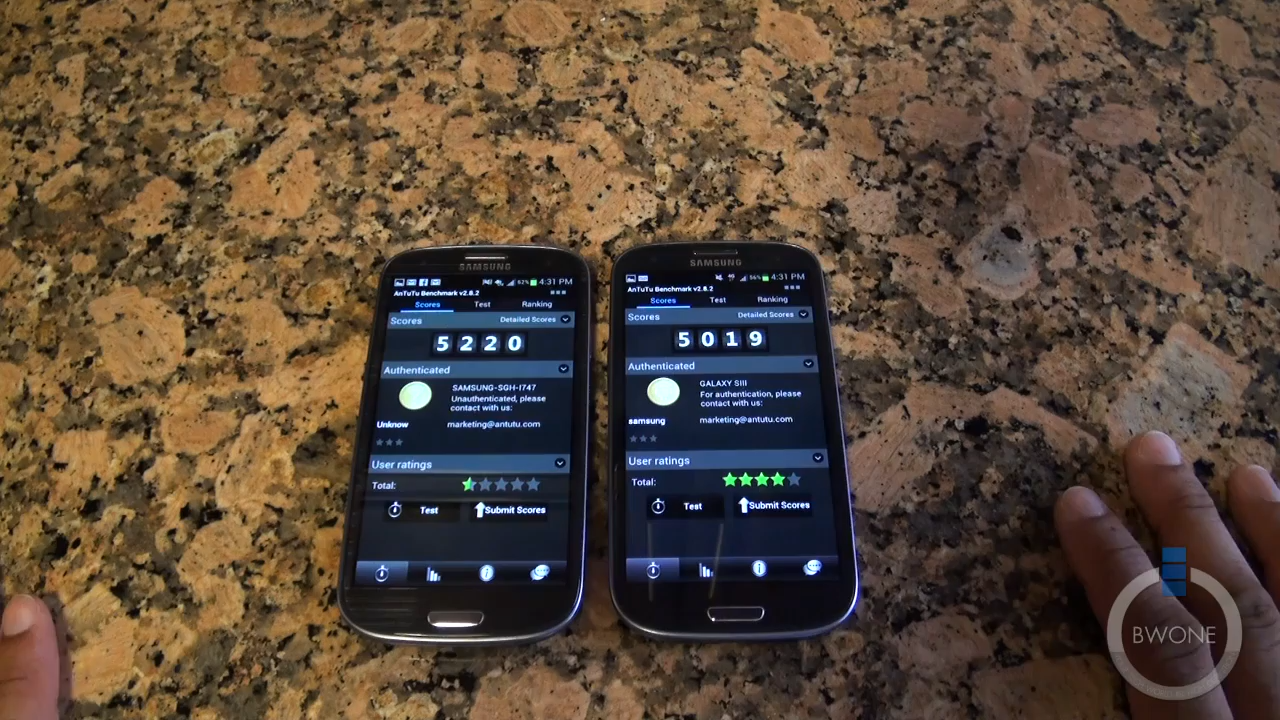 SAMSUNG
62% 4:31 PM
AnTuTu Benchmark v2.8.2
Scores Test Ranking
Scores Detailed Scores
5220
Authenticated
SAMSUNG-SGH-I747
Unauthenticated, please
contact with us:
Unknow marketing@antutu.com
User ratings
Total:
Test Submit Scores
SAMSUNG
56% 4:31 PM
AnTuTu Benchmark v2.8.2
Scores Test Ranking
Scores Detailed Scores
5019
Authenticated
GALAXY SIII
For authentication, please
contact with us:
samsung marketing@antutu.com
User ratings
Total:
Test Submit Scores
BWONE